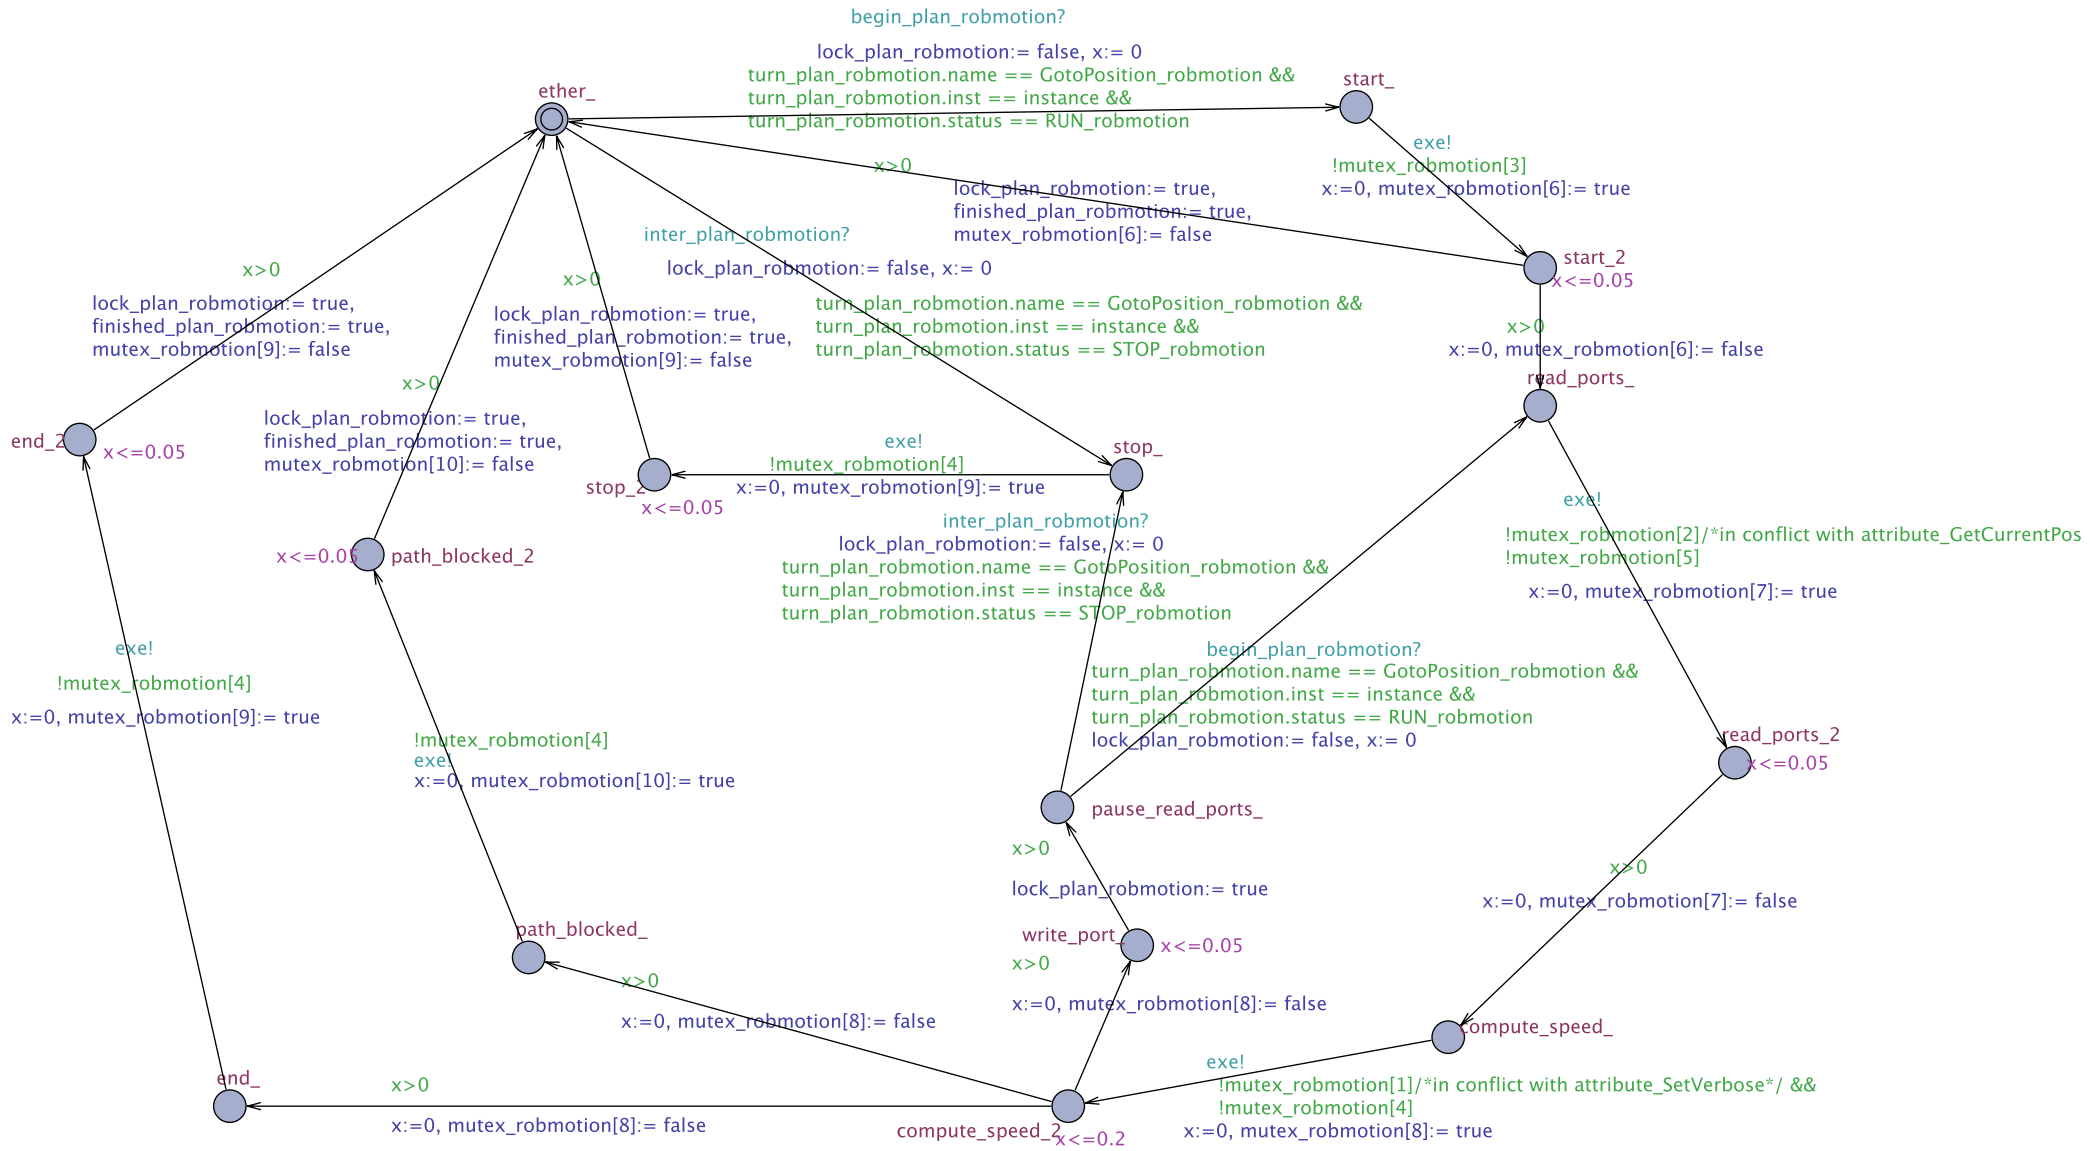 begin_plan_robmotion?
lock_plan_robmotion:= false, x:= 0
turn_plan_robmotion.name == GotoPosition_robmotion &&
turn_plan_robmotion.inst == instance &&
turn_plan_robmotion.status == RUN_robmotion
ether_
start_
exe!
!mutex_robmotion[3]
x:=0, mutex_robmotion[6]:= true
x>0
lock_plan_robmotion:= true,
finished_plan_robmotion:= true,
mutex_robmotion[6]:= false
start_2
x<=0.05
inter_plan_robmotion?
lock_plan_robmotion:= false, x:= 0
turn_plan_robmotion.name == GotoPosition_robmotion &&
turn_plan_robmotion.inst == instance &&
turn_plan_robmotion.status == STOP_robmotion
x>0
lock_plan_robmotion:= true,
finished_plan_robmotion:= true,
mutex_robmotion[9]:= false
x>0
lock_plan_robmotion:= true,
finished_plan_robmotion:= true,
mutex_robmotion[9]:= false
x>0
x:=0, mutex_robmotion[6]:= false
read_ports_
x>0
lock_plan_robmotion:= true,
finished_plan_robmotion:= true,
mutex_robmotion[10]:= false
end_2
x<=0.05
exe!
!mutex_robmotion[4]
x:=0, mutex_robmotion[9]:= true
stop_
stop_2
x<=0.05
exe!
!mutex_robmotion[2]/*in conflict with attribute_GetCurrentPos
!mutex_robmotion[5]
x:=0, mutex_robmotion[7]:= true
inter_plan_robmotion?
lock_plan_robmotion:= false, x:= 0
turn_plan_robmotion.name == GotoPosition_robmotion &&
turn_plan_robmotion.inst == instance &&
turn_plan_robmotion.status == STOP_robmotion
x<=0.05
path_blocked_2
exe!
!mutex_robmotion[4]
x:=0, mutex_robmotion[9]:= true
begin_plan_robmotion?
turn_plan_robmotion.name == GotoPosition_robmotion &&
turn_plan_robmotion.inst == instance &&
turn_plan_robmotion.status == RUN_robmotion
lock_plan_robmotion:= false, x:= 0
!mutex_robmotion[4]
exe!
x:=0, mutex_robmotion[10]:= true
read_ports_2
x<=0.05
pause_read_ports_
x>0
lock_plan_robmotion:= true
x>0
x:=0, mutex_robmotion[7]:= false
path_blocked_
write_port_
x<=0.05
x>0
x:=0, mutex_robmotion[8]:= false
x>0
x:=0, mutex_robmotion[8]:= false
compute_speed_
exe!
!mutex_robmotion[1]/*in conflict with attribute_SetVerbose*/ &&
!mutex_robmotion[4]
x:=0, mutex_robmotion[8]:= true
end_
x>0
x:=0, mutex_robmotion[8]:= false
compute_speed_2
x<=0.2